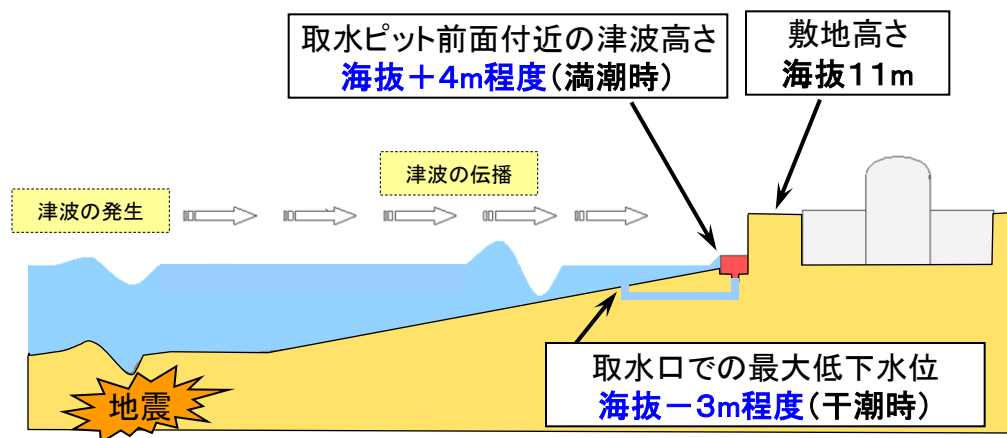 取水ピット前面付近の津波高さ
海抜＋4m程度(満潮時)
敷地高さ
海抜11m
津波の伝播
津波の発生
取水口での最大低下水位
海抜－3m程度(干潮時)
地震